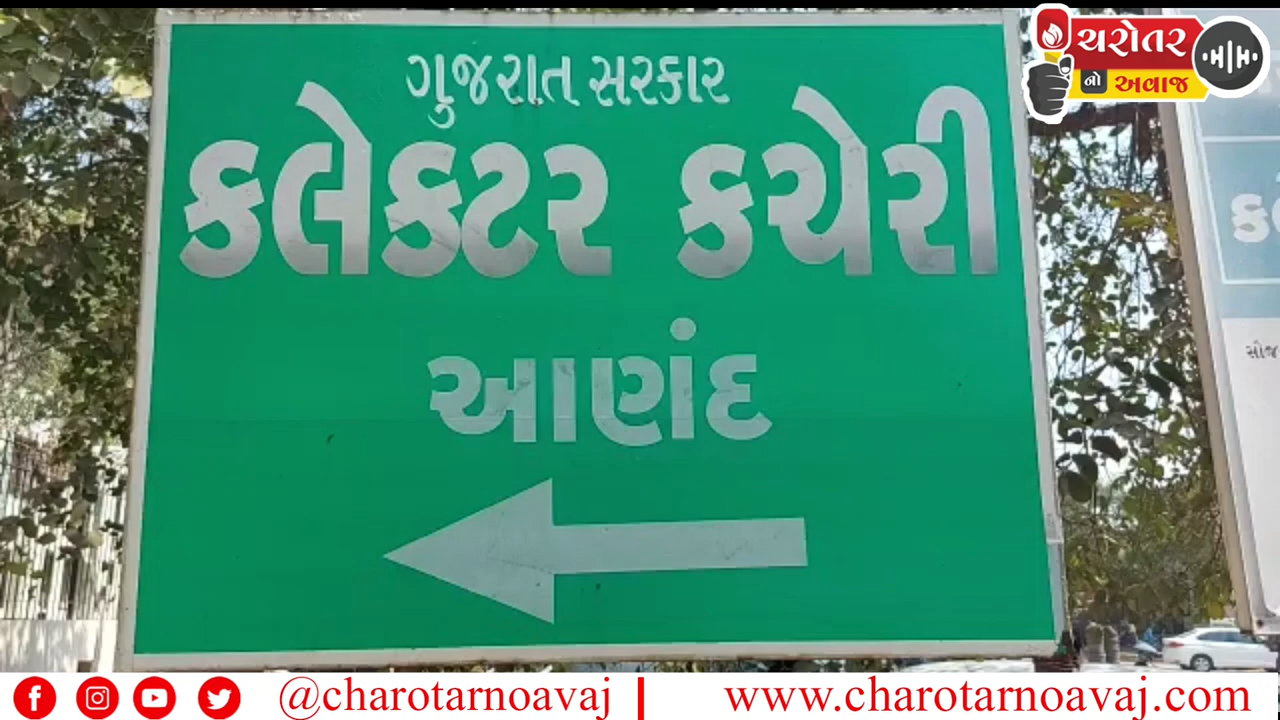 ગુજરાત સરકાર
કલેક્ટર કચેરી
આણંદ
ચરોતર
નો અવાજ
@charotarnoavaj | www.charotarnoavaj.com